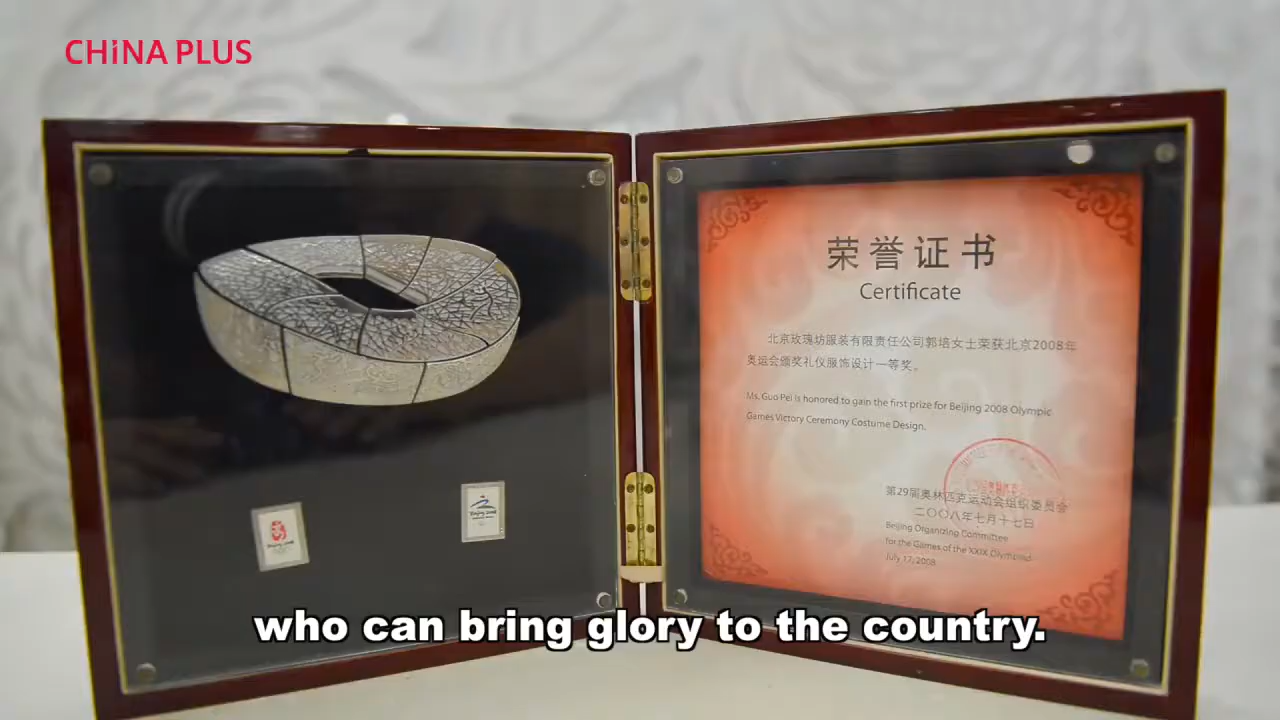 CHiNA PLUS
荣誉证书
Certificate
北京玫瑰坊服装有限责任公司郭培女士荣获北京2008年
奥运会颁奖礼仪服饰设计一等奖。
Ms. Guo Pei is honored to gain the first prize for Beijing 2008 Olympic
Games Victory Ceremony Costume Design.
第29届奥林匹克运动会组织委员会
二〇〇八年七月十七日
Beijing Organizing Committee
for the Games of the XXIX Olympiad
July 17, 2008
Beijing 2008
who can bring glory to the country.